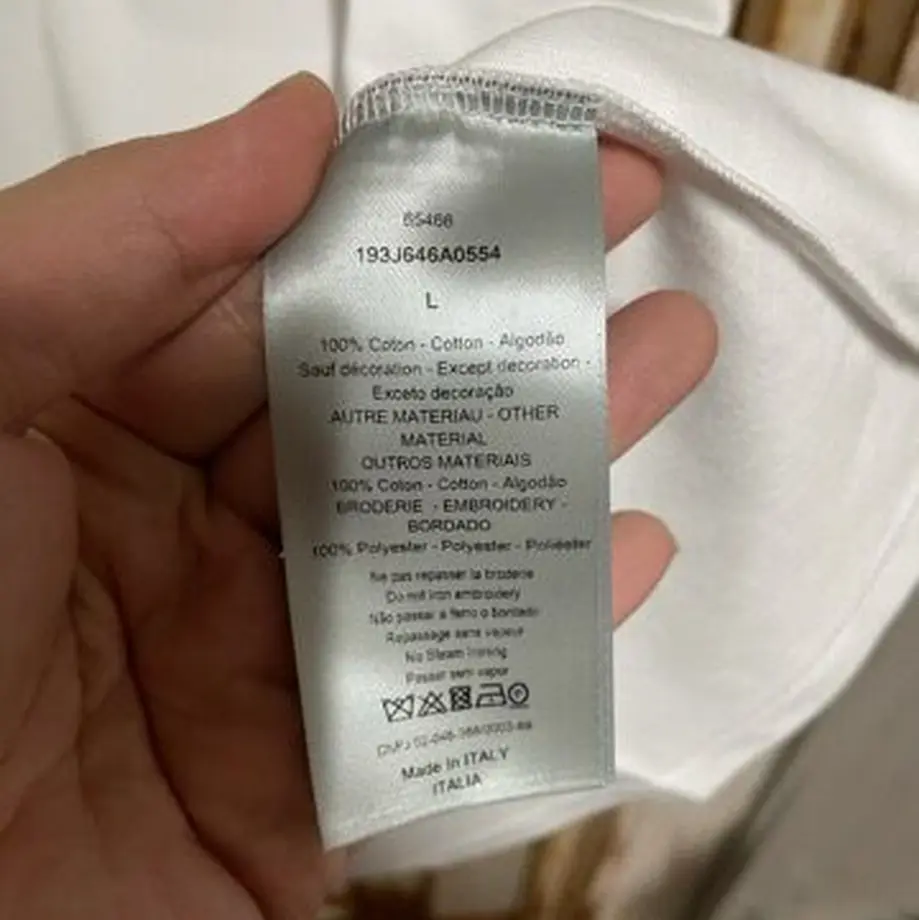 65466
193J646A0554
L
100% Coton - Cotton - Algodão
Sauf décoration - Except decoration -
Exceto decoração
AUTRE MATERIAU - OTHER
MATERIAL
OUTROS MATERIAIS
100% Coton - Cotton - Algodão
BRODERIE - EMBROIDERY -
BORDADO
100% Polyester - Polyester - Poliéster
Ne pas repasser la broderie
Do not iron embroidery
Não passar a ferro o bordado
Repassage sans vapeur
No Steam Ironing
Passar sem vapor
Made in ITALY
ITALIA